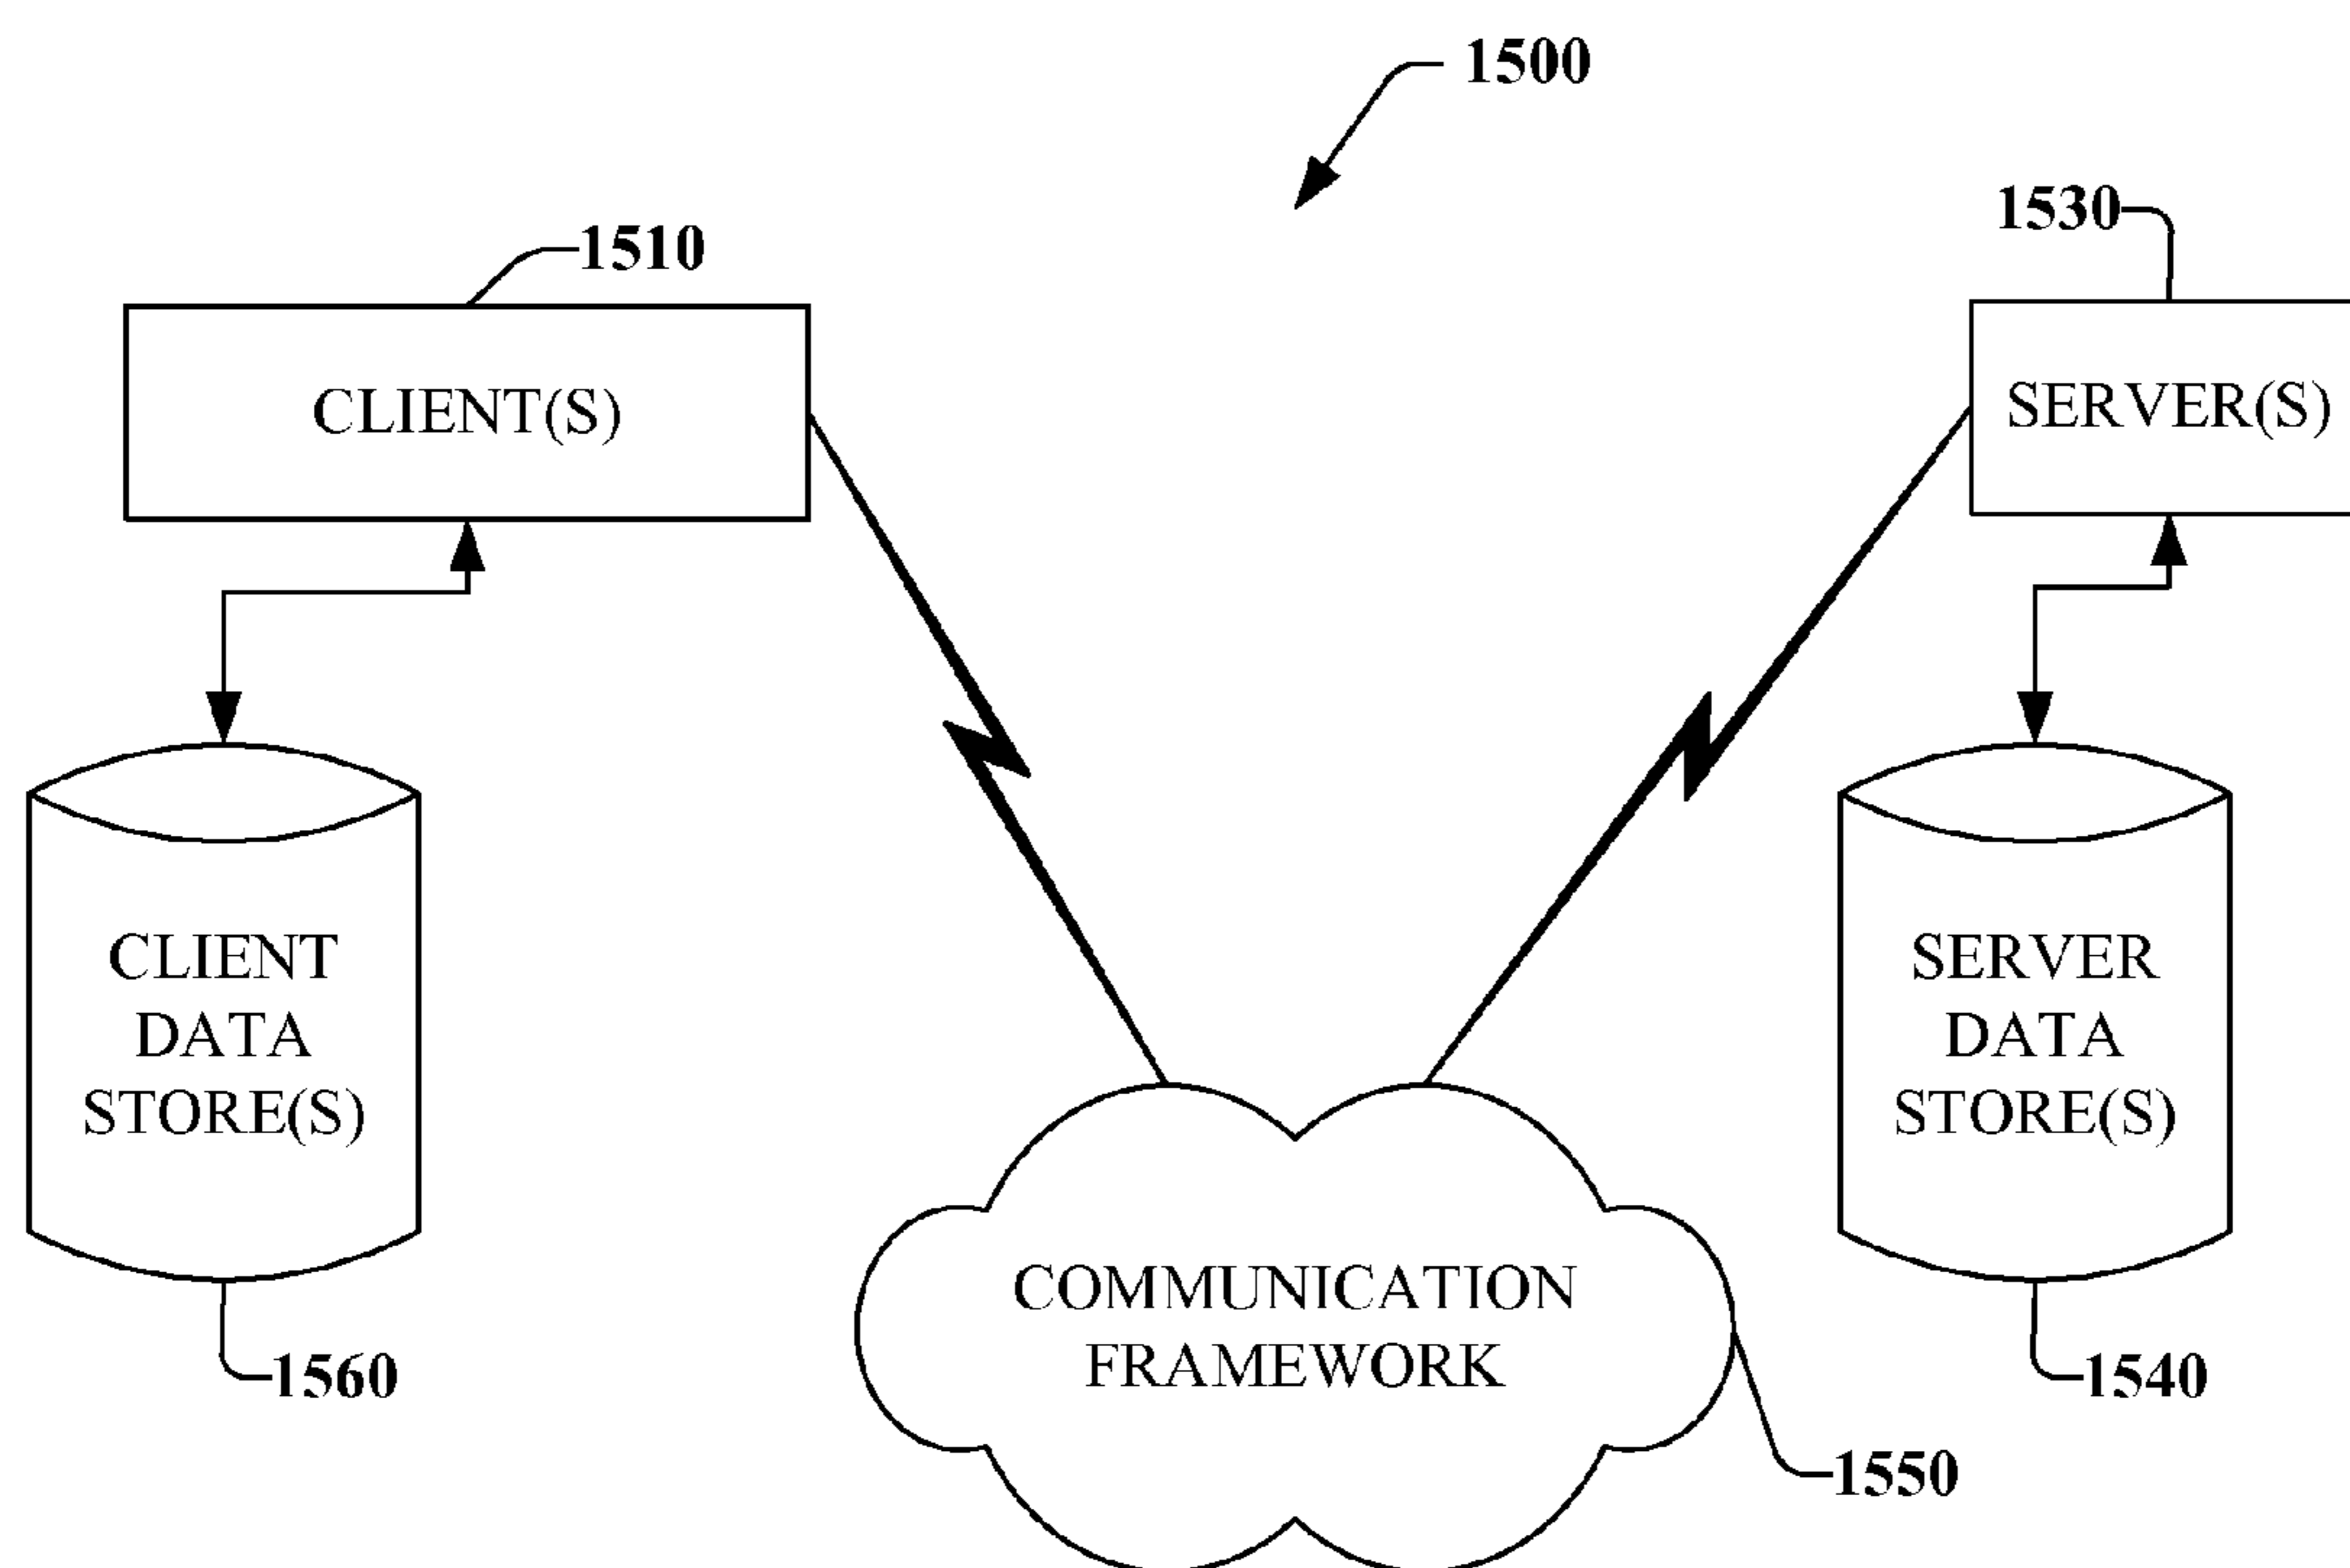 1500
1530
1510
CLIENT(S)
SERVER(S)
CLIENT
DATA
STORE(S)
SERVER
DATA
STORE(S)
COMMUNICATION
FRAMEWORK
1560
1540
1550